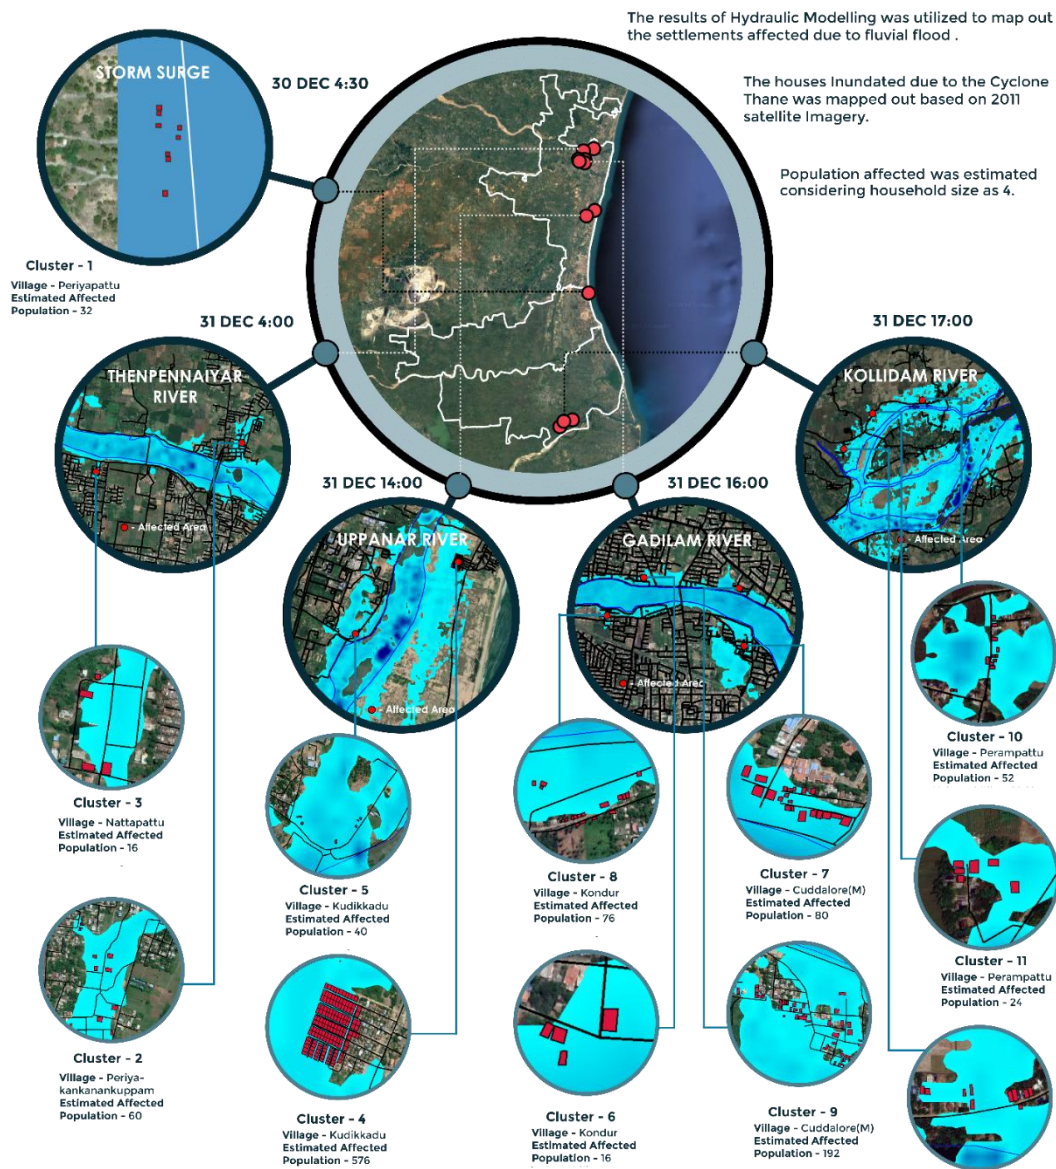 The results of Hydraulic Modelling was utilized to map out
the settlements affected due to fluvial flood .
The houses Inundated due to the Cyclone
Thane was mapped out based on 2011
satellite Imagery.
Population affected was estimated
considering household size as 4.
STORM SURGE
30 DEC 4:30
Cluster - 1
Village - Periyapattu
Estimated Affected
Population - 32
31 DEC 4:00
THENPENNAIYAR
RIVER
- Affected Area
31 DEC 17:00
KOLLIDAM RIVER
- Affected Area
31 DEC 14:00
UPPANAR RIVER
- Affected Area
31 DEC 16:00
GADILAM RIVER
- Affected Area
Cluster - 3
Village - Nattapattu
Estimated Affected
Population - 16
Cluster - 5
Village - Kudikkadu
Estimated Affected
Population - 40
Cluster - 8
Village - Kondur
Estimated Affected
Population - 76
Cluster - 7
Village - Cuddalore(M)
Estimated Affected
Population - 80
Cluster - 10
Village - Perampattu
Estimated Affected
Population - 52
Cluster - 11
Village - Perampattu
Estimated Affected
Population - 24
Cluster - 2
Village - Periya-
kankanankuppam
Estimated Affected
Population - 60
Cluster - 4
Village - Kudikkadu
Estimated Affected
Population - 576
Cluster - 6
Village - Kondur
Estimated Affected
Population - 16
Cluster - 9
Village - Cuddalore(M)
Estimated Affected
Population - 192